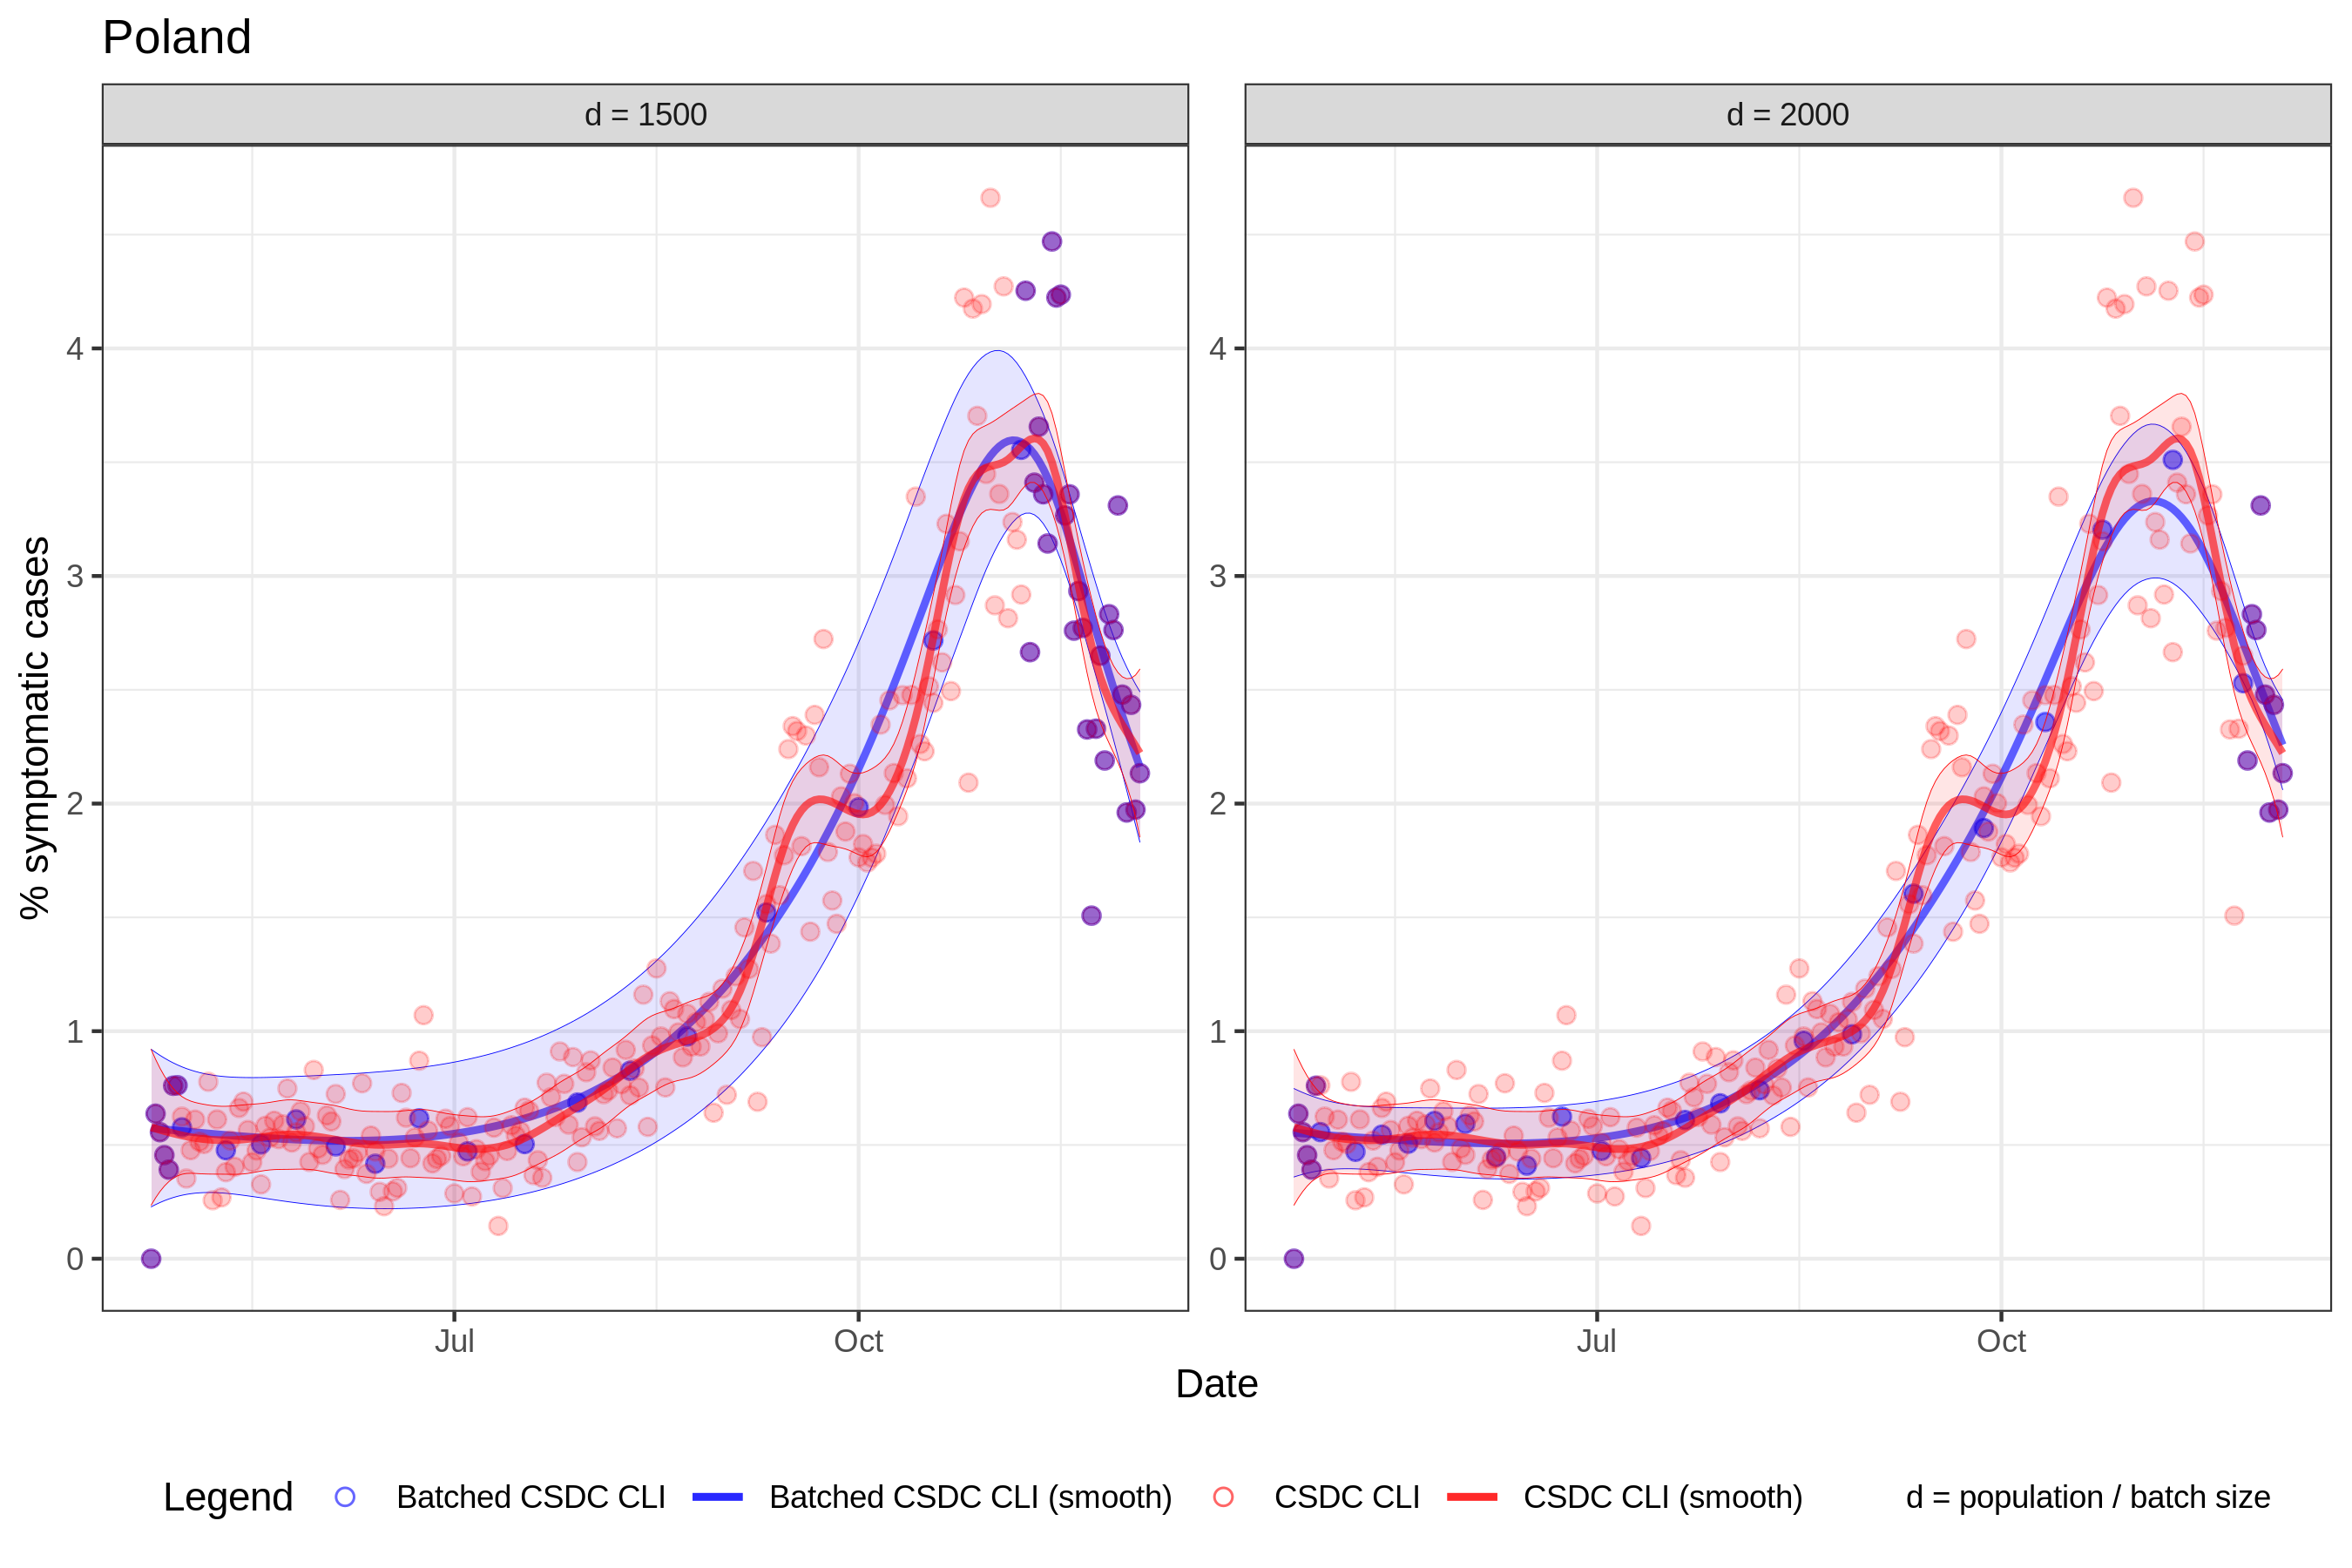 Poland
d = 1500
d = 2000
% symptomatic cases
4
3
2
1
0
4
3
2
1
0
Jul
Oct
Jul
Oct
Date
Legend
Batched CSDC CLI
Batched CSDC CLI (smooth)
CSDC CLI
CSDC CLI (smooth)
d = population / batch size